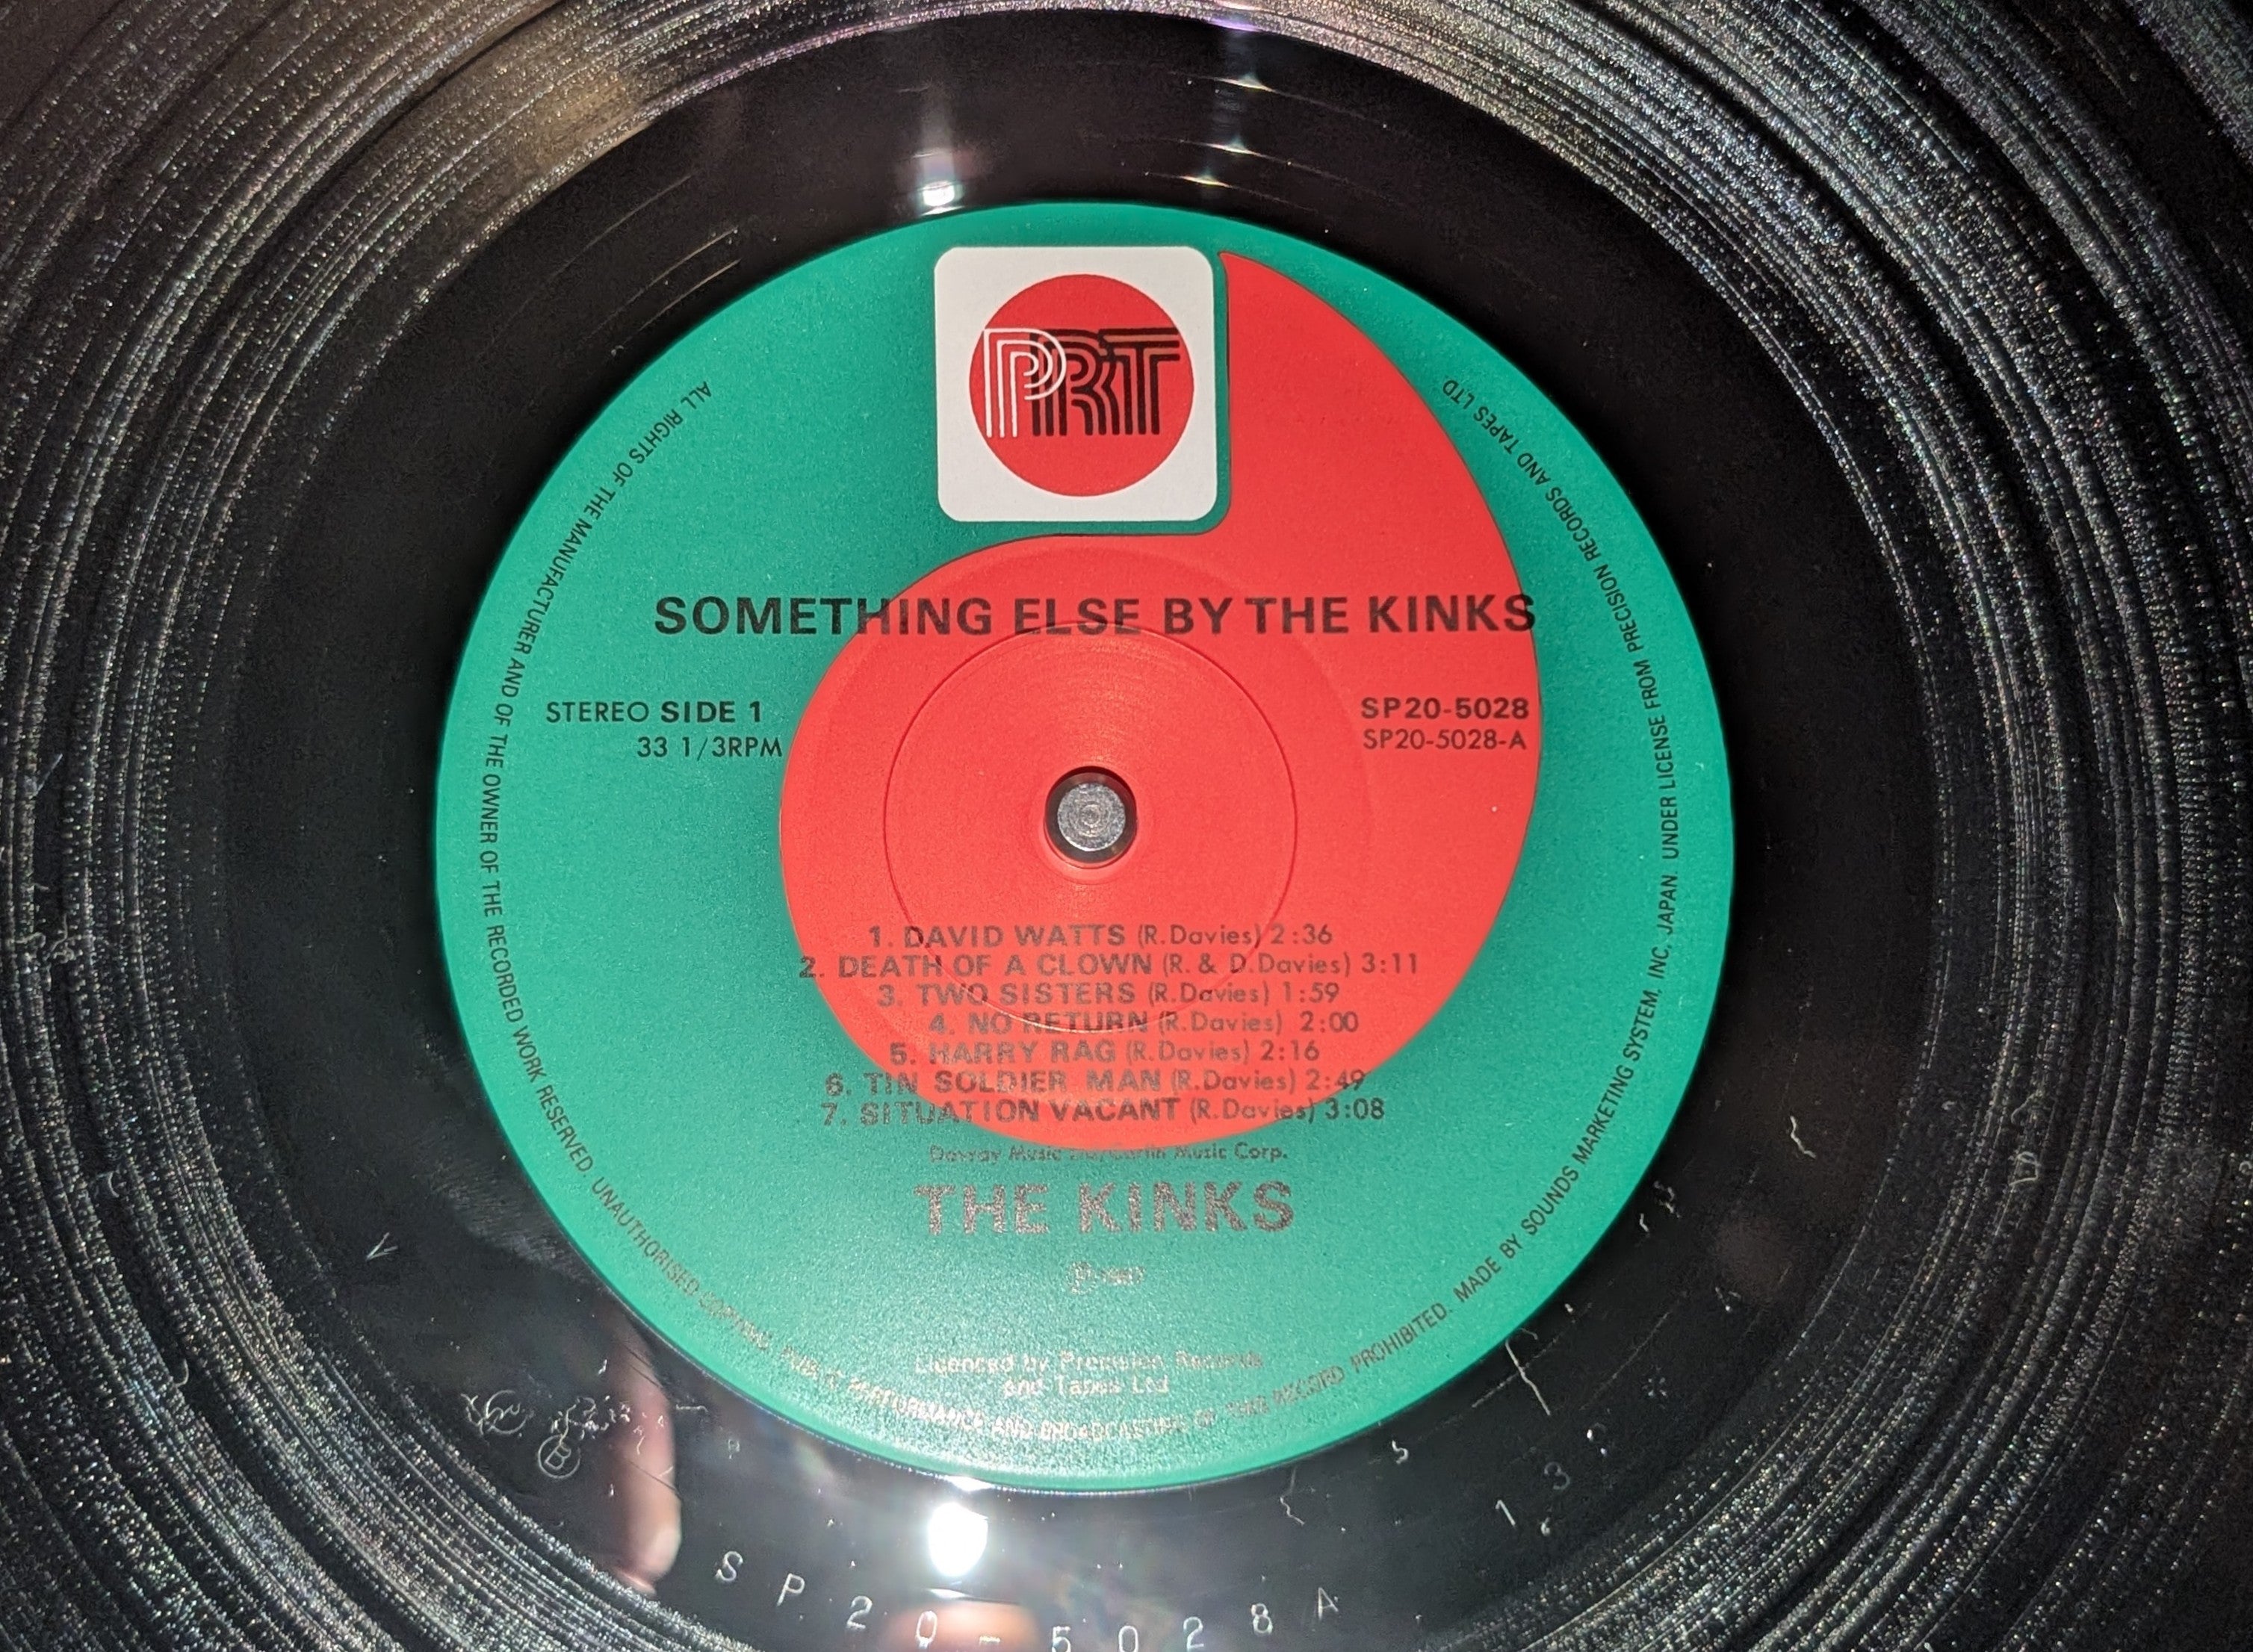 PRT
SOMETHING ELSE BY THE KINKS
STEREO SIDE 1
33 1/3RPM
SP20-5028
SP20-5028-A
1. DAVID WATTS (R.Davies) 2:36
2. DEATH OF A CLOWN (R. & D.Davies) 3:11
3. TWO SISTERS (R.Davies) 1:59
4. NO RETURN (R.Davies) 2:00
5. HARRY RAG (R.Davies) 2:16
6. TIN SOLDIER MAN (R.Davies) 2:49
7. SITUATION VACANT (R.Davies) 3:08
Music Music Corp.
THE KINKS
Licenced by Precision Records
and Tapes Ltd
ALL RIGHTS OF THE MANUFACTURER AND OF THE OWNER OF THE RECORDED WORK RESERVED. UNAUTHORISED COPYING. PUBLIC PERFORMANCE AND BROADCASTING OF THIS RECORD PROHIBITED. MADE BY SOUNDS MARKETING SYSTEM. INC. JAPAN. UNDER LICENSE FROM PRECISION RECORDS AND TAPES LTD
B
SP20-5028A
13